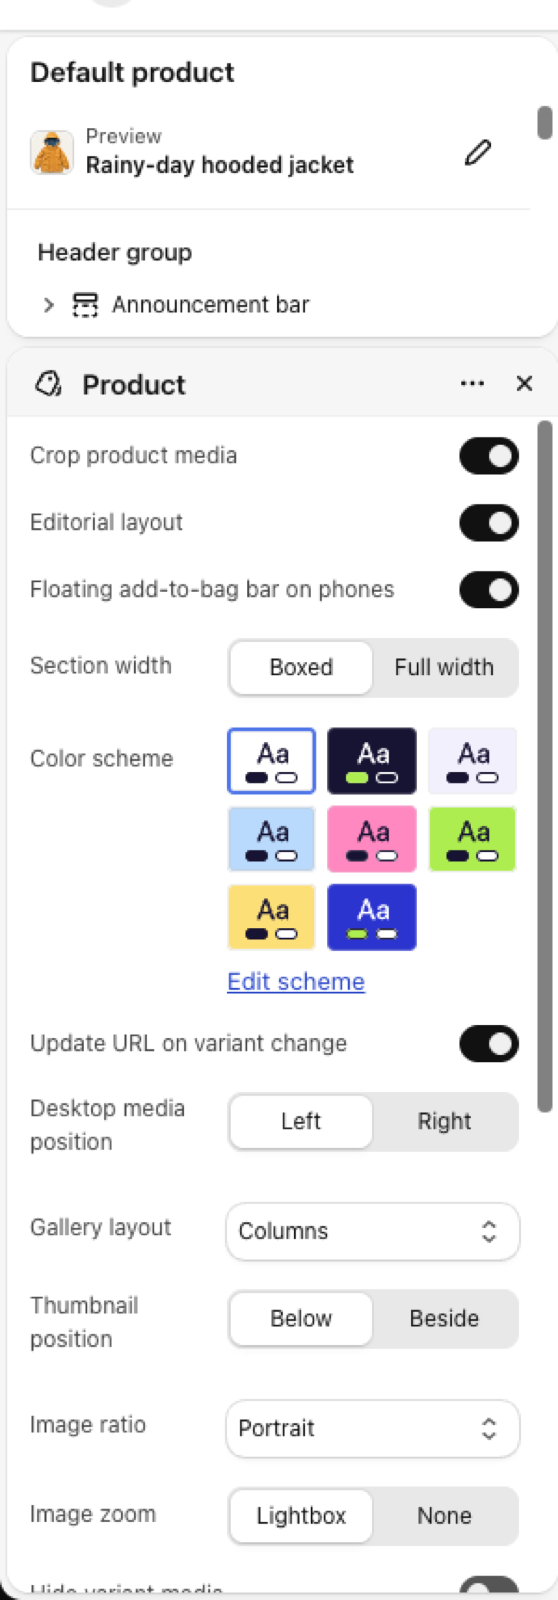 Default product
Preview
Rainy-day hooded jacket
Header group
Announcement bar
Product
Crop product media
Editorial layout
Floating add-to-bag bar on phones
Section width
Boxed
Full width
Color scheme
Aa
Aa
Aa
Aa
Aa
Aa
Aa
Aa
Edit scheme
Update URL on variant change
Desktop media
position
Left
Right
Gallery layout
Columns
Thumbnail
position
Below
Beside
Image ratio
Portrait
Image zoom
Lightbox
None
Hide variant media